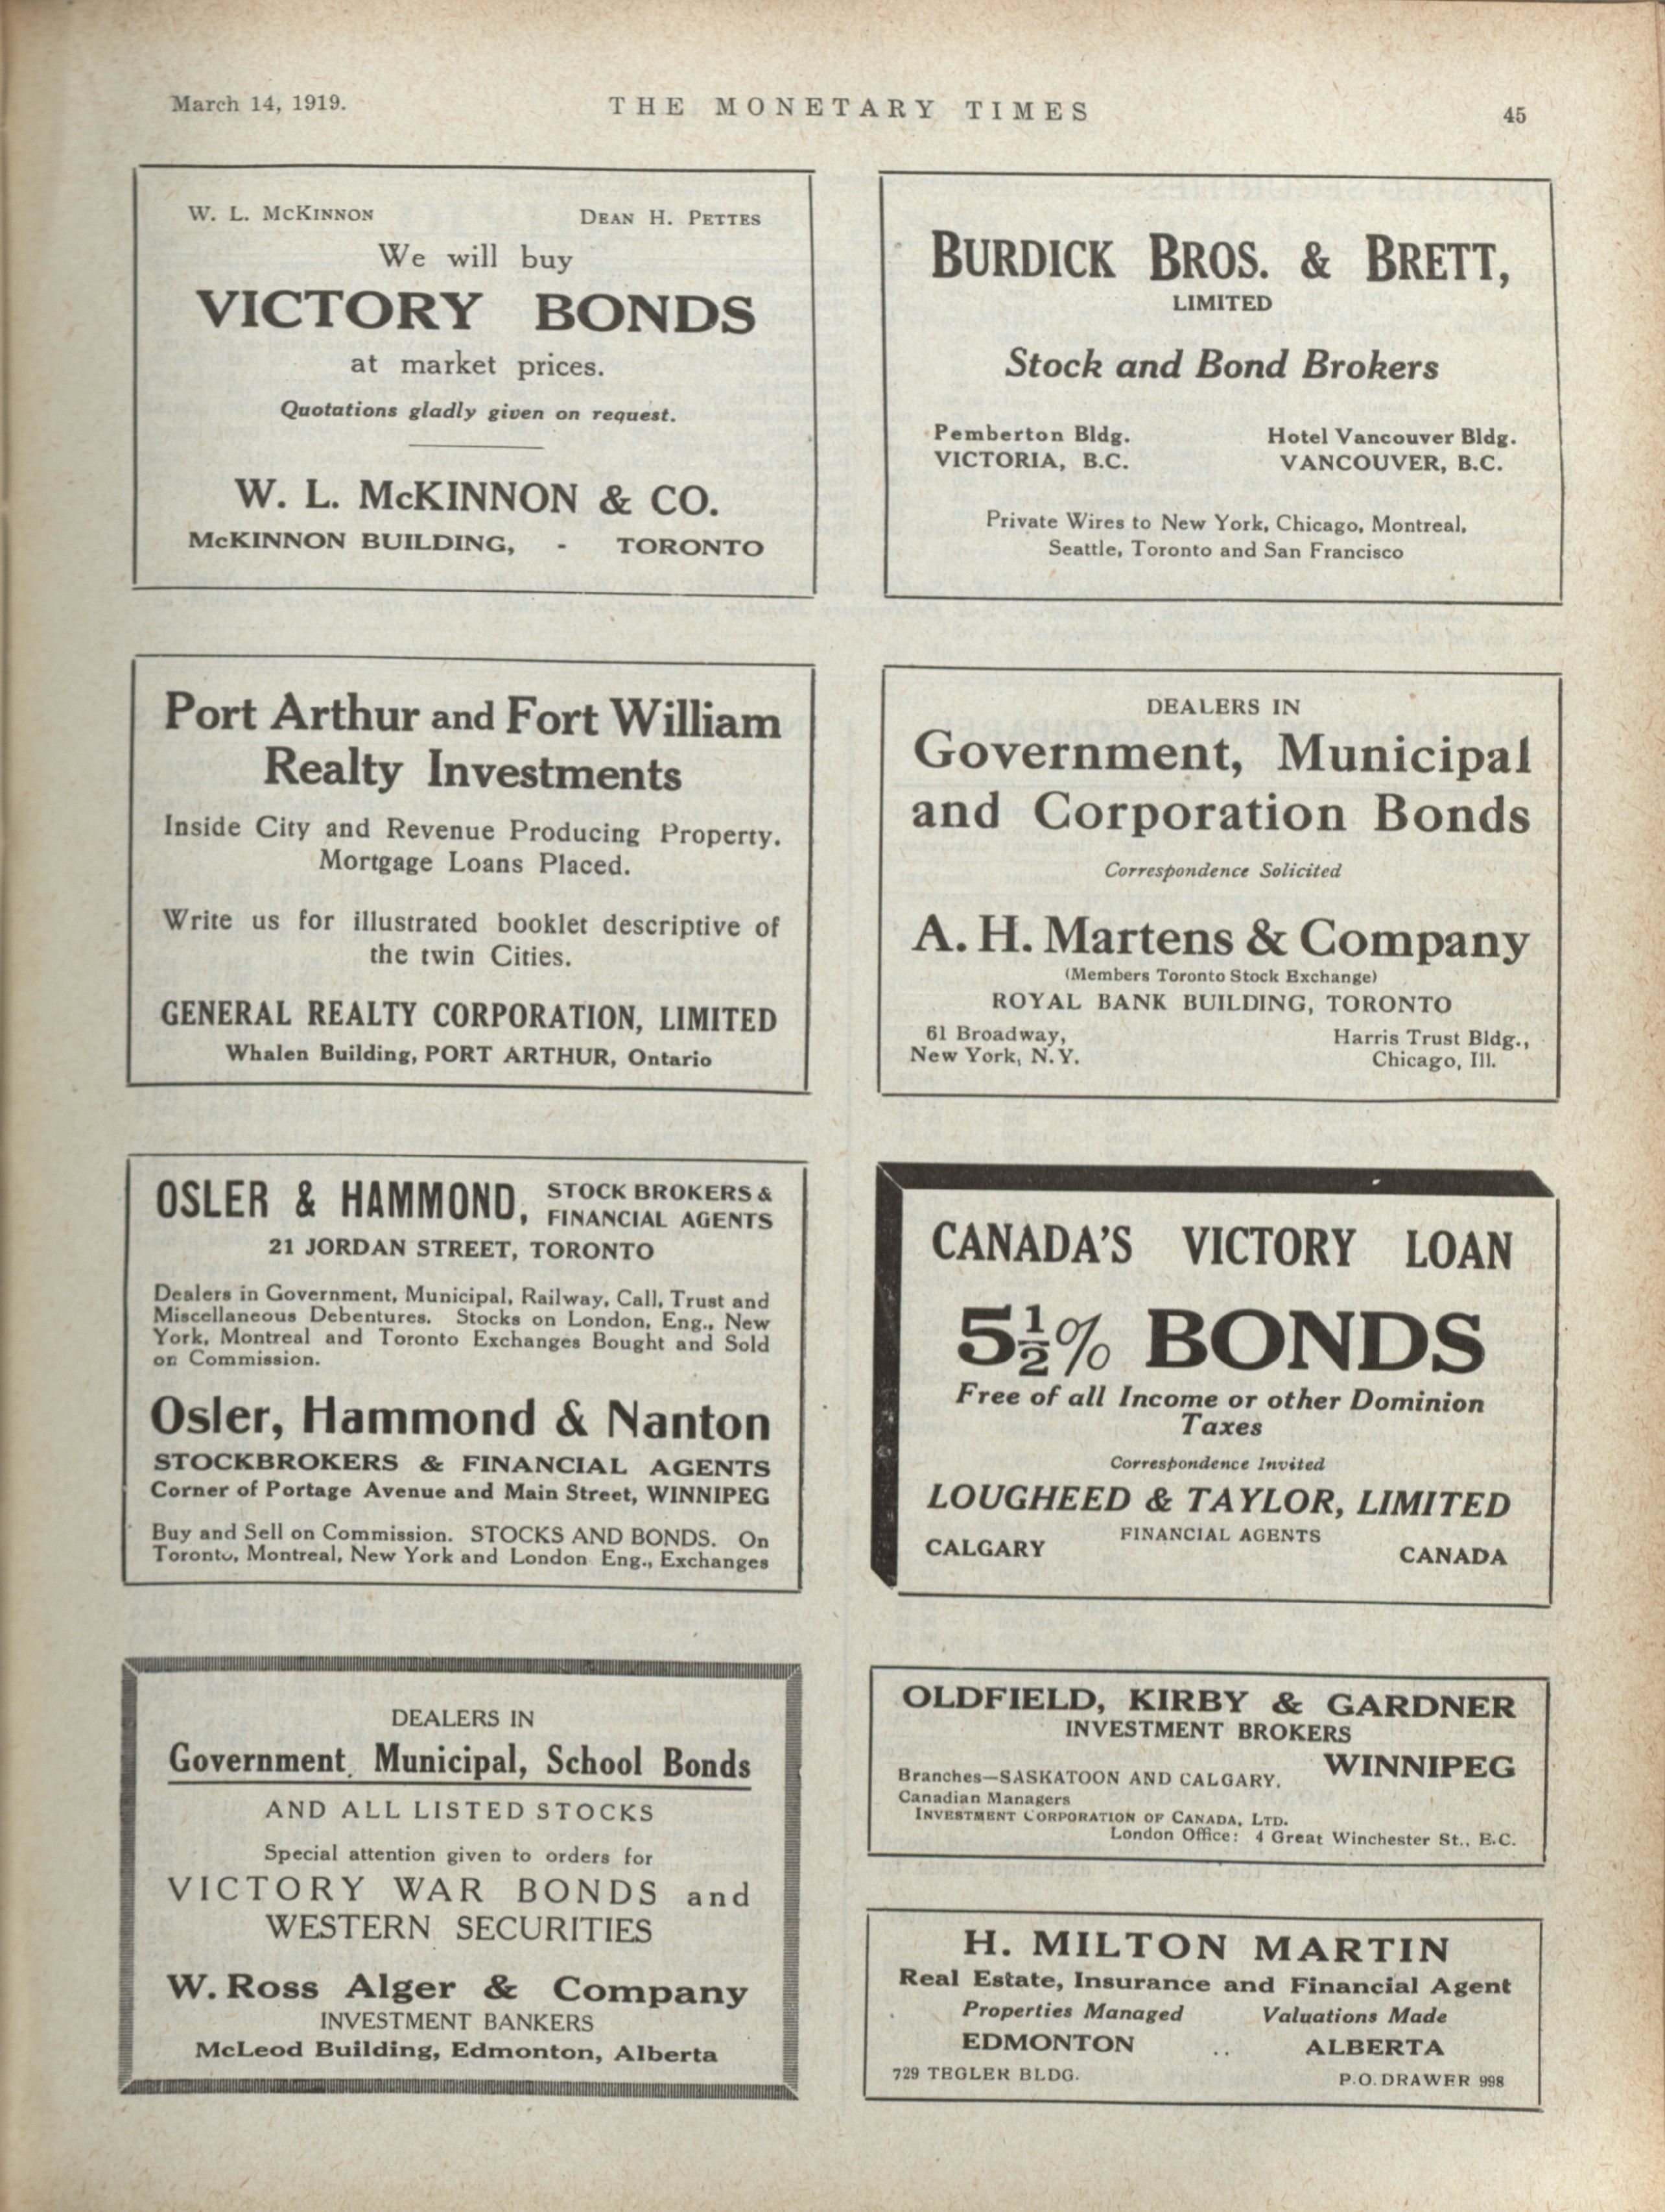 March 14, 1919.
THE MONETARY TIMES
45
W. L. McKINNON
DEAN H. PETTES
We will buy
VICTORY BONDS
at market prices.
Quotations gladly given on request.
W. L. McKINNON & CO.
McKINNON BUILDING, - TORONTO
BURDICK BROS. & BRETT,
LIMITED
Stock and Bond Brokers
Pemberton Bldg.
VICTORIA, B.C.
Hotel Vancouver Bldg.
VANCOUVER, B.C.
Private Wires to New York, Chicago, Montreal,
Seattle, Toronto and San Francisco
Port Arthur and Fort William
Realty Investments
Inside City and Revenue Producing Property.
Mortgage Loans Placed.
Write us for illustrated booklet descriptive of
the twin Cities.
GENERAL REALTY CORPORATION, LIMITED
Whalen Building, PORT ARTHUR, Ontario
DEALERS IN
Government, Municipal
and Corporation Bonds
Correspondence Solicited
A. H. Martens & Company
(Members Toronto Stock Exchange)
ROYAL BANK BUILDING, TORONTO
61 Broadway,
New York, N.Y.
Harris Trust Bldg.,
Chicago, Ill.
OSLER & HAMMOND,
STOCK BROKERS &
FINANCIAL AGENTS
21 JORDAN STREET, TORONTO
Dealers in Government, Municipal, Railway, Call, Trust and
Miscellaneous Debentures. Stocks on London, Eng., New
York, Montreal and Toronto Exchanges Bought and Sold
on Commission.
Osler, Hammond & Nanton
STOCKBROKERS & FINANCIAL AGENTS
Corner of Portage Avenue and Main Street, WINNIPEG
Buy and Sell on Commission. STOCKS AND BONDS. On
Toronto, Montreal, New York and London Eng., Exchanges
CANADA'S VICTORY LOAN
5½% BONDS
Free of all Income or other Dominion
Taxes
Correspondence Invited
LOUGHEED & TAYLOR, LIMITED
FINANCIAL AGENTS
CALGARY
CANADA
DEALERS IN
Government, Municipal, School Bonds
AND ALL LISTED STOCKS
Special attention given to orders for
VICTORY WAR BONDS and
WESTERN SECURITIES
W. Ross Alger & Company
INVESTMENT BANKERS
McLeod Building, Edmonton, Alberta
OLDFIELD, KIRBY & GARDNER
INVESTMENT BROKERS
WINNIPEG
Branches—SASKATOON AND CALGARY.
Canadian Managers
INVESTMENT CORPORATION OF CANADA, LTD.
London Office: 4 Great Winchester St., E.C.
H. MILTON MARTIN
Real Estate, Insurance and Financial Agent
Properties Managed Valuations Made
EDMONTON .. ALBERTA
729 TEGLER BLDG.
P.O. DRAWER 998